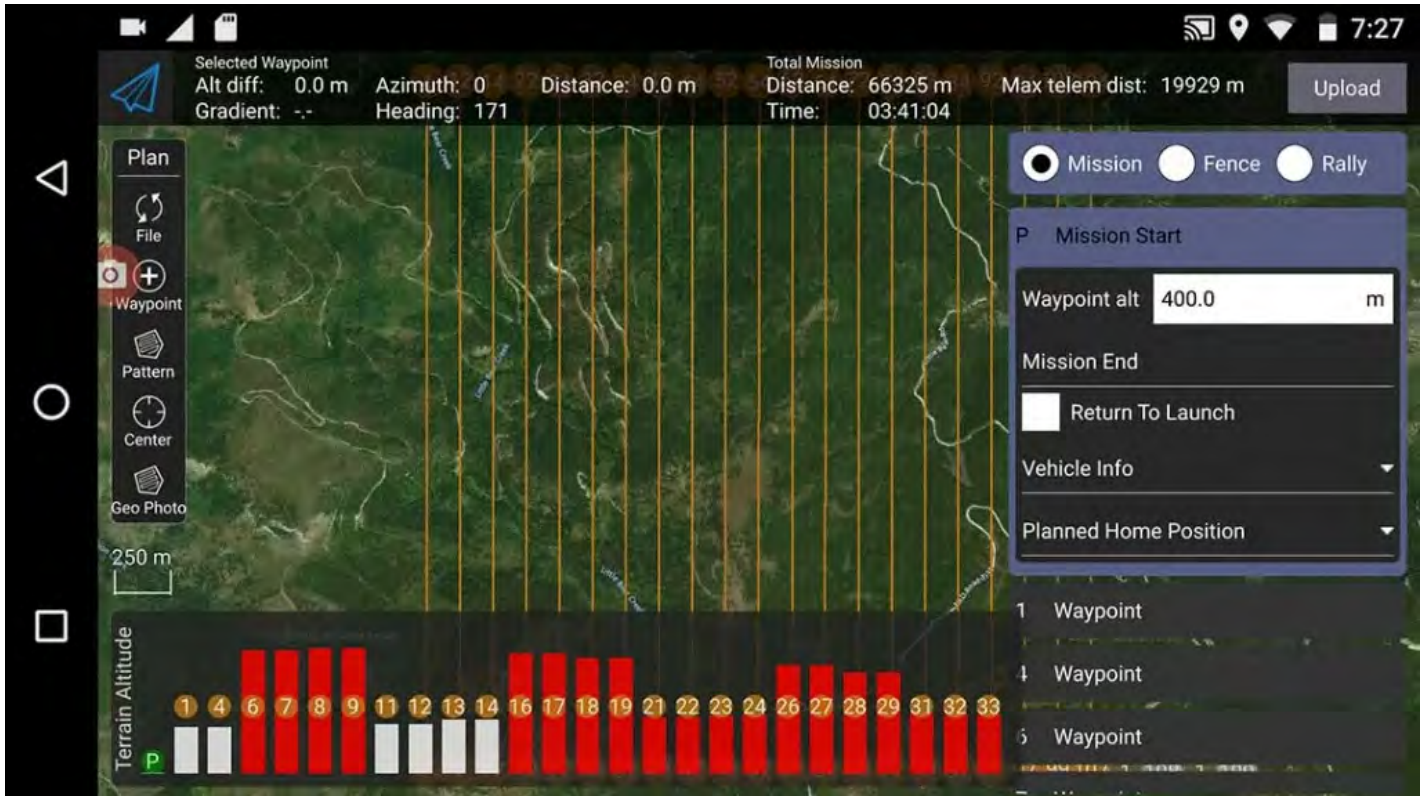 7:27
Selected Waypoint
Alt diff: 0.0 m Azimuth: 0 Distance: 0.0 m
Gradient: -.- Heading: 171
Total Mission
Distance: 66325 m Max telem dist: 19929 m
Time: 03:41:04
Upload
Plan
File
Waypoint
Pattern
Center
Geo Photo
250 m
Mission Fence Rally
P Mission Start
Waypoint alt 400.0 m
Mission End
Return To Launch
Vehicle Info
Planned Home Position
1 Waypoint
4 Waypoint
6 Waypoint
Little Bear Creek
Terrain Altitude
P
1 4 6 7 8 9 11 12 13 14 16 17 18 19 21 22 23 24 26 27 28 29 31 32 33